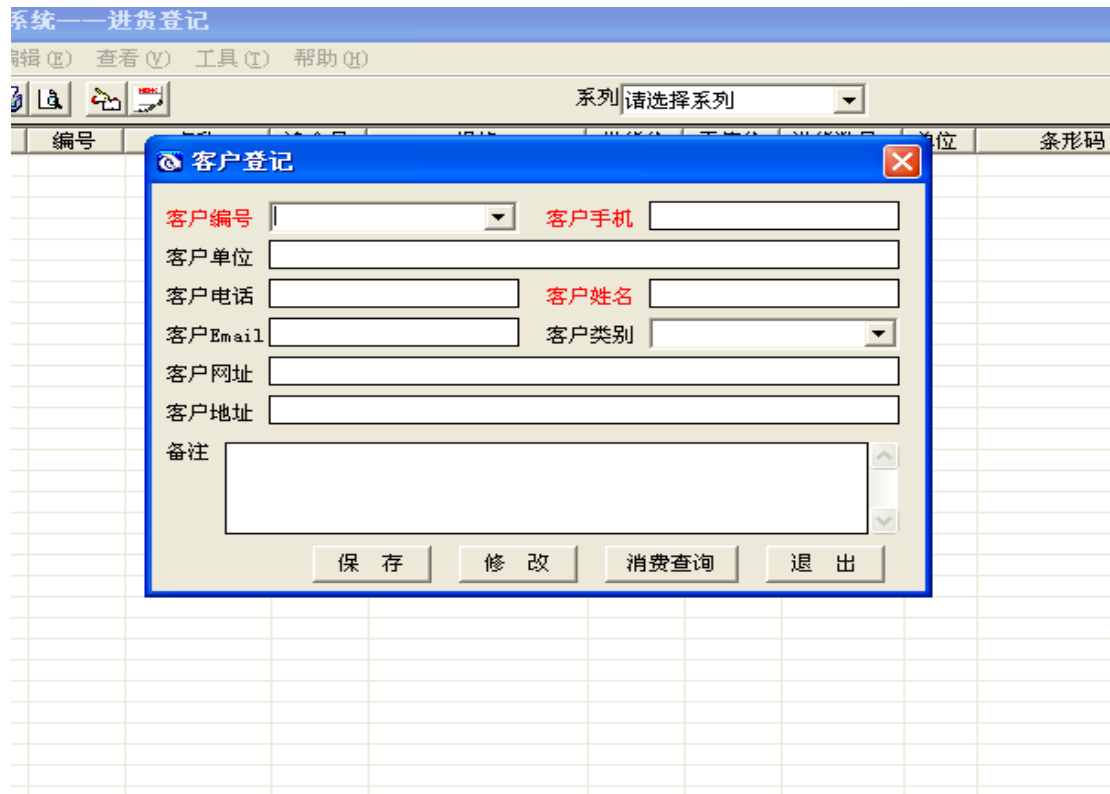 系统——进货登记
编辑(E) 查看(V) 工具(T) 帮助(H)
系列 请选择系列
编号 单位 条形码
客户登记
客户编号 客户手机
客户单位
客户电话 客户姓名
客户Email 客户类别
客户网址
客户地址
备注
保 存 修 改 消费查询 退 出